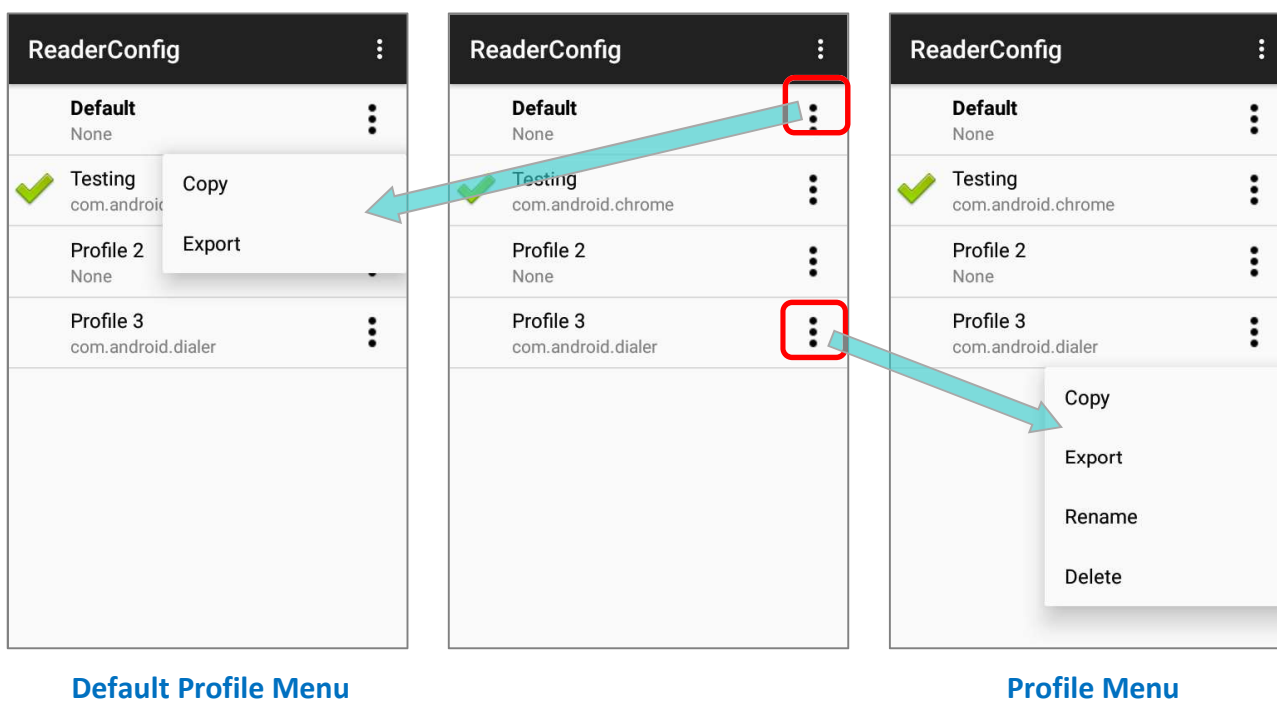 ReaderConfig
Default
None
Testing
com.android
Copy
Export
Profile 2
None
Profile 3
com.android.dialer
Default Profile Menu
ReaderConfig
Default
None
Testing
com.android.chrome
Profile 2
None
Profile 3
com.android.dialer
ReaderConfig
Default
None
Testing
com.android.chrome
Profile 2
None
Profile 3
com.android.dialer
Copy
Export
Rename
Delete
Profile Menu